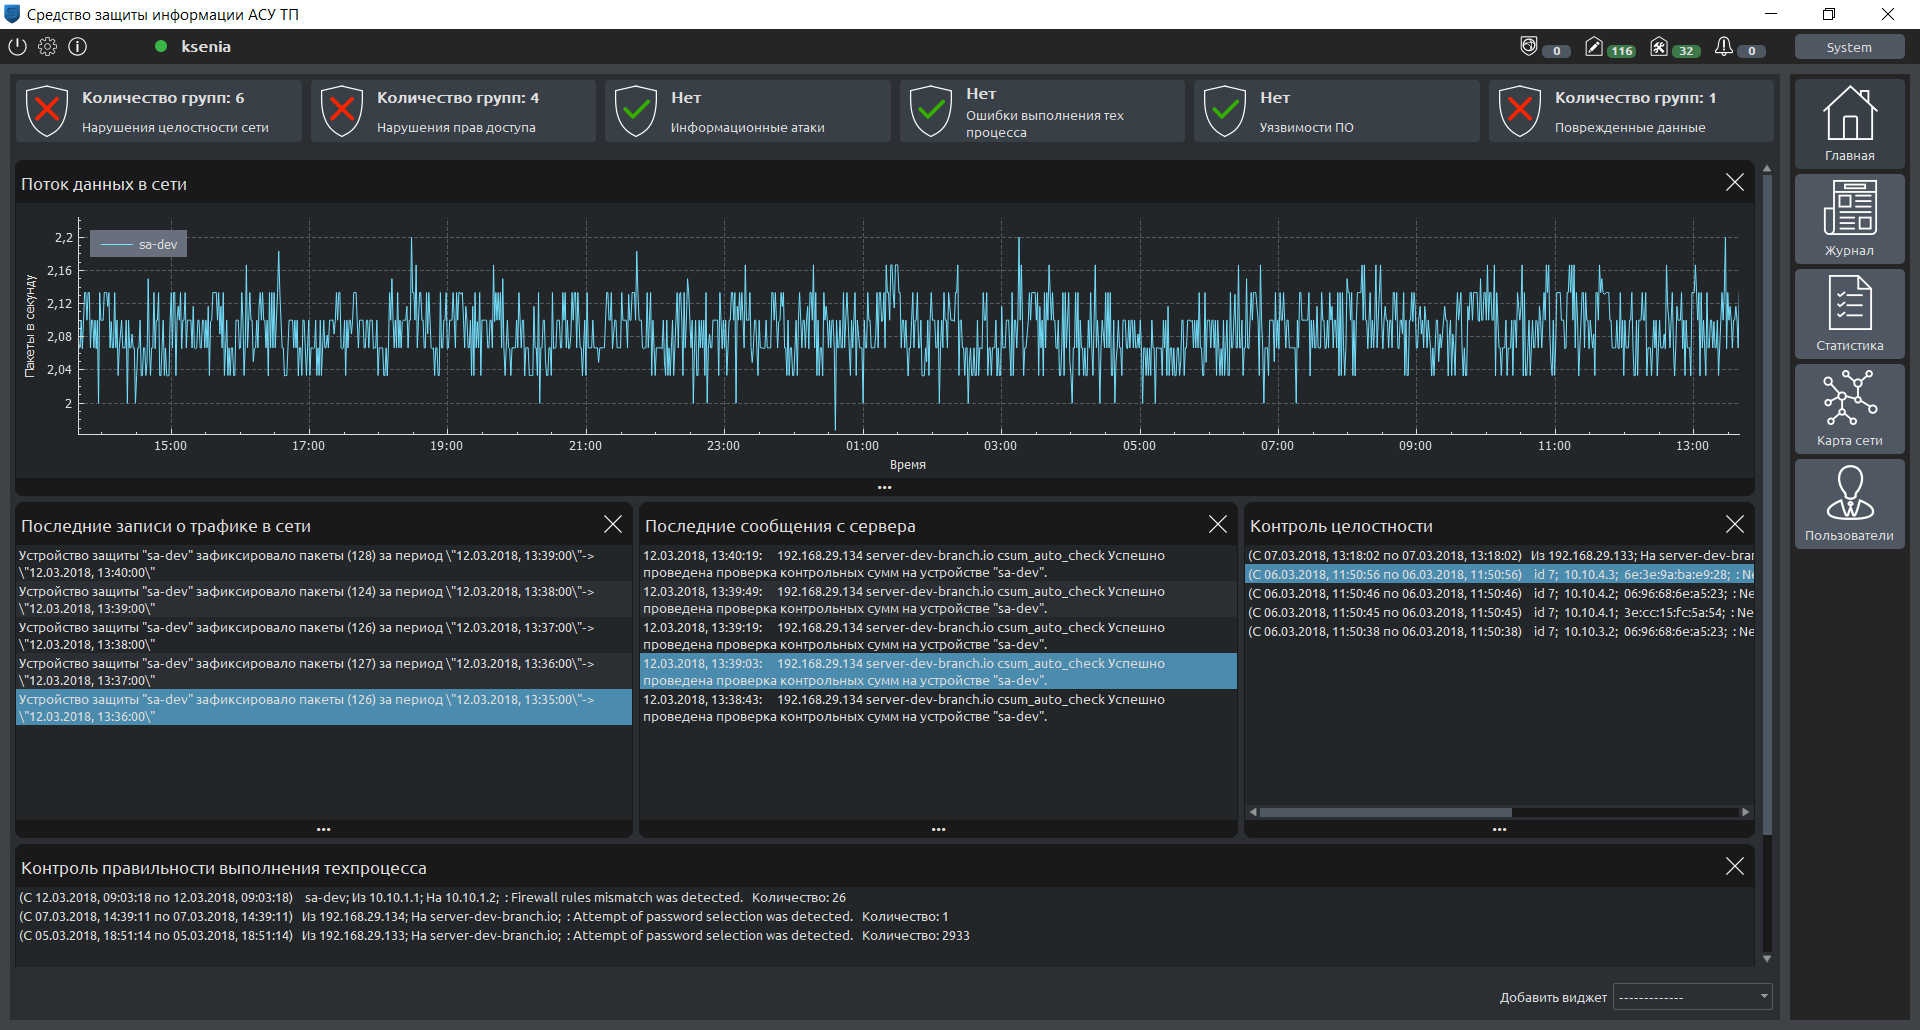 Средство защиты информации АСУ ТП
ksenia
0
116
32
0
System
Количество групп: 6
Нарушения целостности сети
Количество групп: 4
Нарушения прав доступа
Нет
Информационные атаки
Нет
Ошибки выполнения тех
процесса
Нет
Уязвимости ПО
Количество групп: 1
Поврежденные данные
Главная
Журнал
Статистика
Карта сети
Пользователи
Поток данных в сети
sa-dev
Пакеты в секунду
2,2
2,16
2,12
2,08
2,04
2
15:00 17:00 19:00 21:00 23:00 01:00 03:00 05:00 07:00 09:00 11:00 13:00
Время
Последние записи о трафике в сети
Устройство защиты "sa-dev" зафиксировало пакеты (128) за период \"12.03.2018, 13:39:00\"->
\"12.03.2018, 13:40:00\"
Устройство защиты "sa-dev" зафиксировало пакеты (124) за период \"12.03.2018, 13:38:00\"->
\"12.03.2018, 13:39:00\"
Устройство защиты "sa-dev" зафиксировало пакеты (126) за период \"12.03.2018, 13:37:00\"->
\"12.03.2018, 13:38:00\"
Устройство защиты "sa-dev" зафиксировало пакеты (127) за период \"12.03.2018, 13:36:00\"->
\"12.03.2018, 13:37:00\"
Устройство защиты "sa-dev" зафиксировало пакеты (126) за период \"12.03.2018, 13:35:00\"->
\"12.03.2018, 13:36:00\"
Последние сообщения с сервера
12.03.2018, 13:40:19: 192.168.29.134 server-dev-branch.io csum_auto_check Успешно
проведена проверка контрольных сумм на устройстве "sa-dev".
12.03.2018, 13:39:49: 192.168.29.134 server-dev-branch.io csum_auto_check Успешно
проведена проверка контрольных сумм на устройстве "sa-dev".
12.03.2018, 13:39:19: 192.168.29.134 server-dev-branch.io csum_auto_check Успешно
проведена проверка контрольных сумм на устройстве "sa-dev".
12.03.2018, 13:39:03: 192.168.29.134 server-dev-branch.io csum_auto_check Успешно
проведена проверка контрольных сумм на устройстве "sa-dev".
12.03.2018, 13:38:43: 192.168.29.134 server-dev-branch.io csum_auto_check Успешно
проведена проверка контрольных сумм на устройстве "sa-dev".
Контроль целостности
(С 07.03.2018, 13:18:02 по 07.03.2018, 13:18:02) Из 192.168.29.133; На server-dev-bran
(С 06.03.2018, 11:50:56 по 06.03.2018, 11:50:56) id 7; 10.10.4.3; 6e:3e:9a:ba:e9:28; : Ne
(С 06.03.2018, 11:50:46 по 06.03.2018, 11:50:46) id 7; 10.10.4.2; 06:96:68:6e:a5:23; : Ne
(С 06.03.2018, 11:50:45 по 06.03.2018, 11:50:45) id 7; 10.10.4.1; 3e:cc:15:fc:5a:54; : Ne
(С 06.03.2018, 11:50:38 по 06.03.2018, 11:50:38) id 7; 10.10.3.2; 06:96:68:6e:a5:23; : Ne
Контроль правильности выполнения техпроцесса
(С 12.03.2018, 09:03:18 по 12.03.2018, 09:03:18) sa-dev; Из 10.10.1.1; На 10.10.1.2; : Firewall rules mismatch was detected. Количество: 26
(С 07.03.2018, 14:39:11 по 07.03.2018, 14:39:11) Из 192.168.29.134; На server-dev-branch.io; : Attempt of password selection was detected. Количество: 1
(С 05.03.2018, 18:51:14 по 05.03.2018, 18:51:14) Из 192.168.29.133; На server-dev-branch.io; : Attempt of password selection was detected. Количество: 2933
Добавить виджет -------------